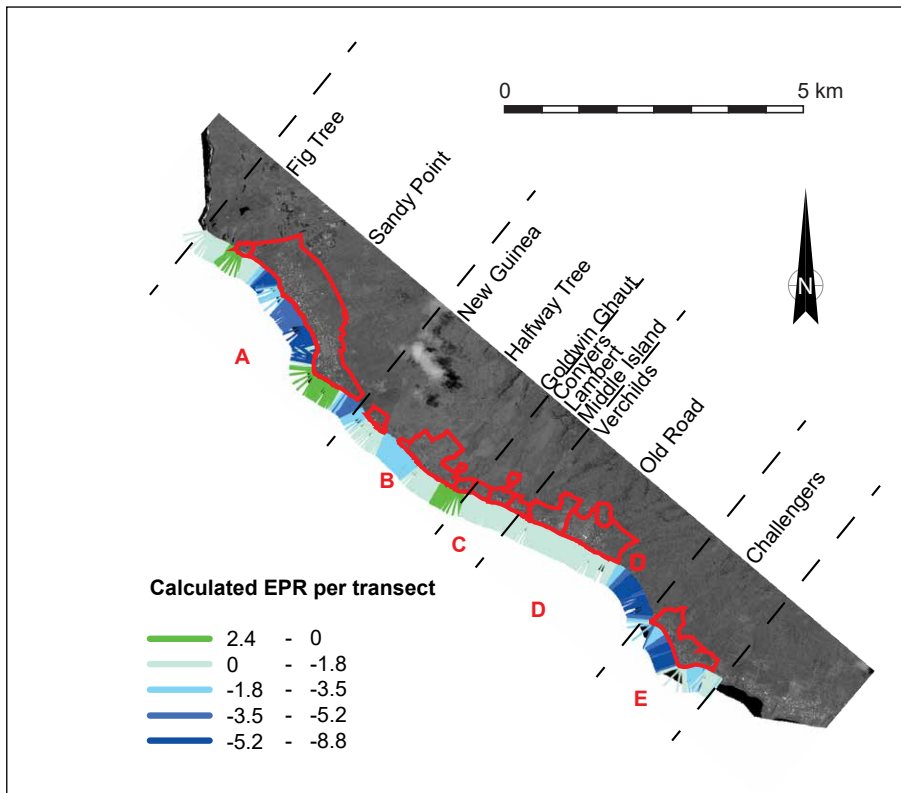 0 5 km
Fig Tree
Sandy Point
New Guinea
Halfway Tree
Goldwin Ghaut
Conyers
Lambert
Middle Island
Verchilds
Old Road
Challengers
N
A
B
C
D
E
Calculated EPR per transect
2.4 - 0
0 - -1.8
-1.8 - -3.5
-3.5 - -5.2
-5.2 - -8.8